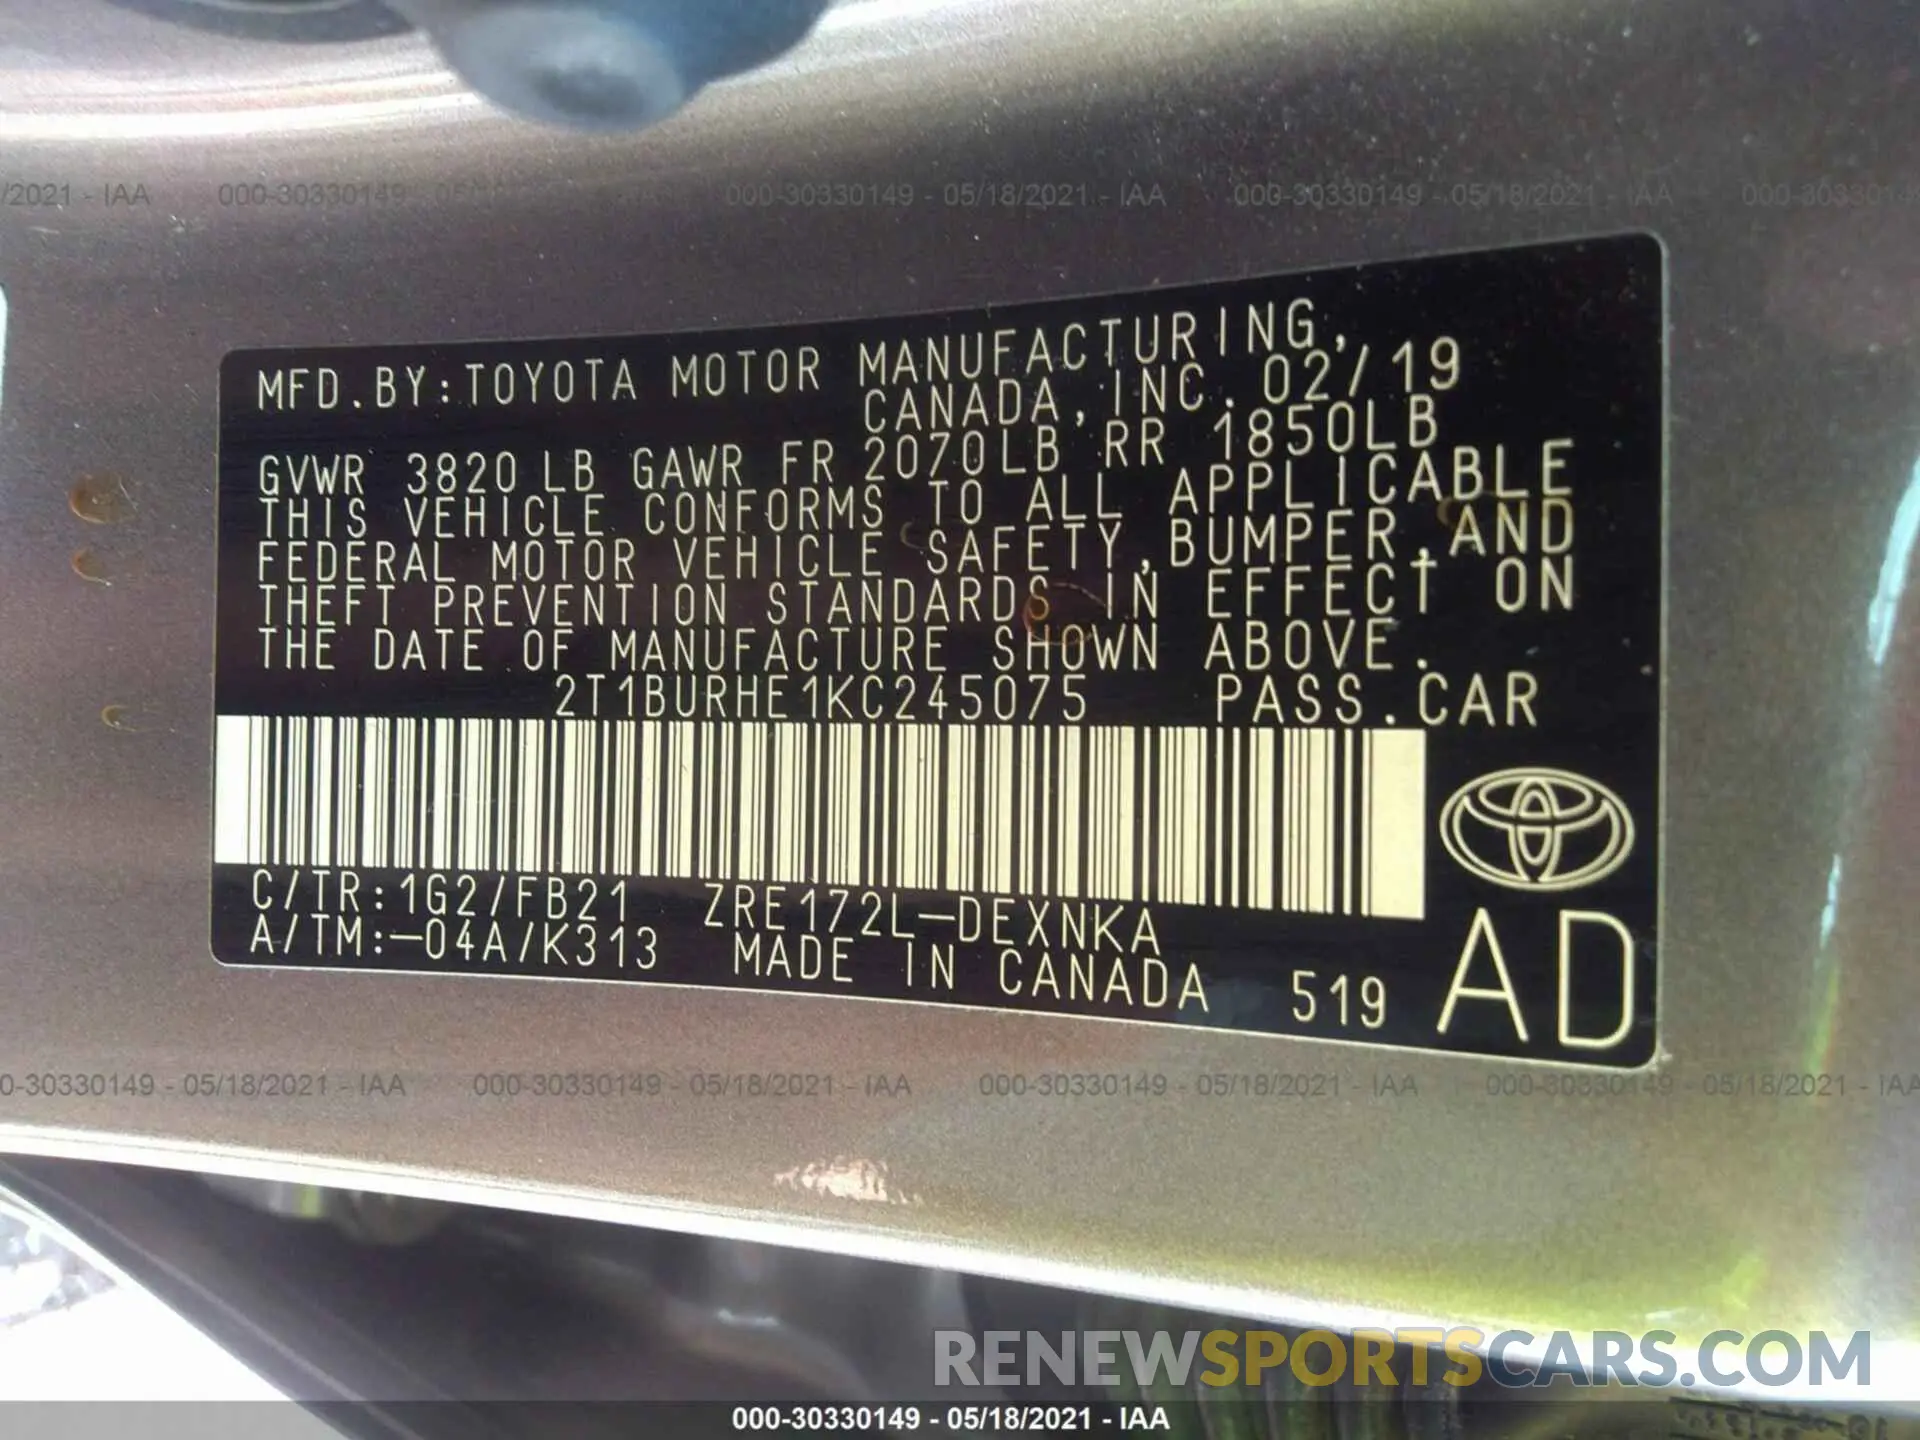 /2021 - IAA 000-30330149 - 05/18/2021 - IAA 000-30330149 - 05/18/2021 - IAA 000-30330149
MFD.BY:TOYOTA MOTOR MANUFACTURING,
CANADA,INC. 02/19
GVWR 3820LB GAWR FR 2070LB RR 1850LB
THIS VEHICLE CONFORMS TO ALL APPLICABLE
FEDERAL MOTOR VEHICLE SAFETY,BUMPER,AND
THEFT PREVENTION STANDARDS IN EFFECT ON
THE DATE OF MANUFACTURE SHOWN ABOVE.
2T1BURHE1KC245075 PASS.CAR
C/TR:1G2/FB21 ZRE172L-DEXNKA
A/TM:-04A/K313 MADE IN CANADA 519
AD
0-30330149 - 05/18/2021 - IAA 000-30330149 - 05/18/2021 - IAA 000-30330149 - 05/18/2021 - IAA 000-30330149 - 05/18/2021 - IAA
RENEWSPORTSCARS.COM
000-30330149 - 05/18/2021 - IAA